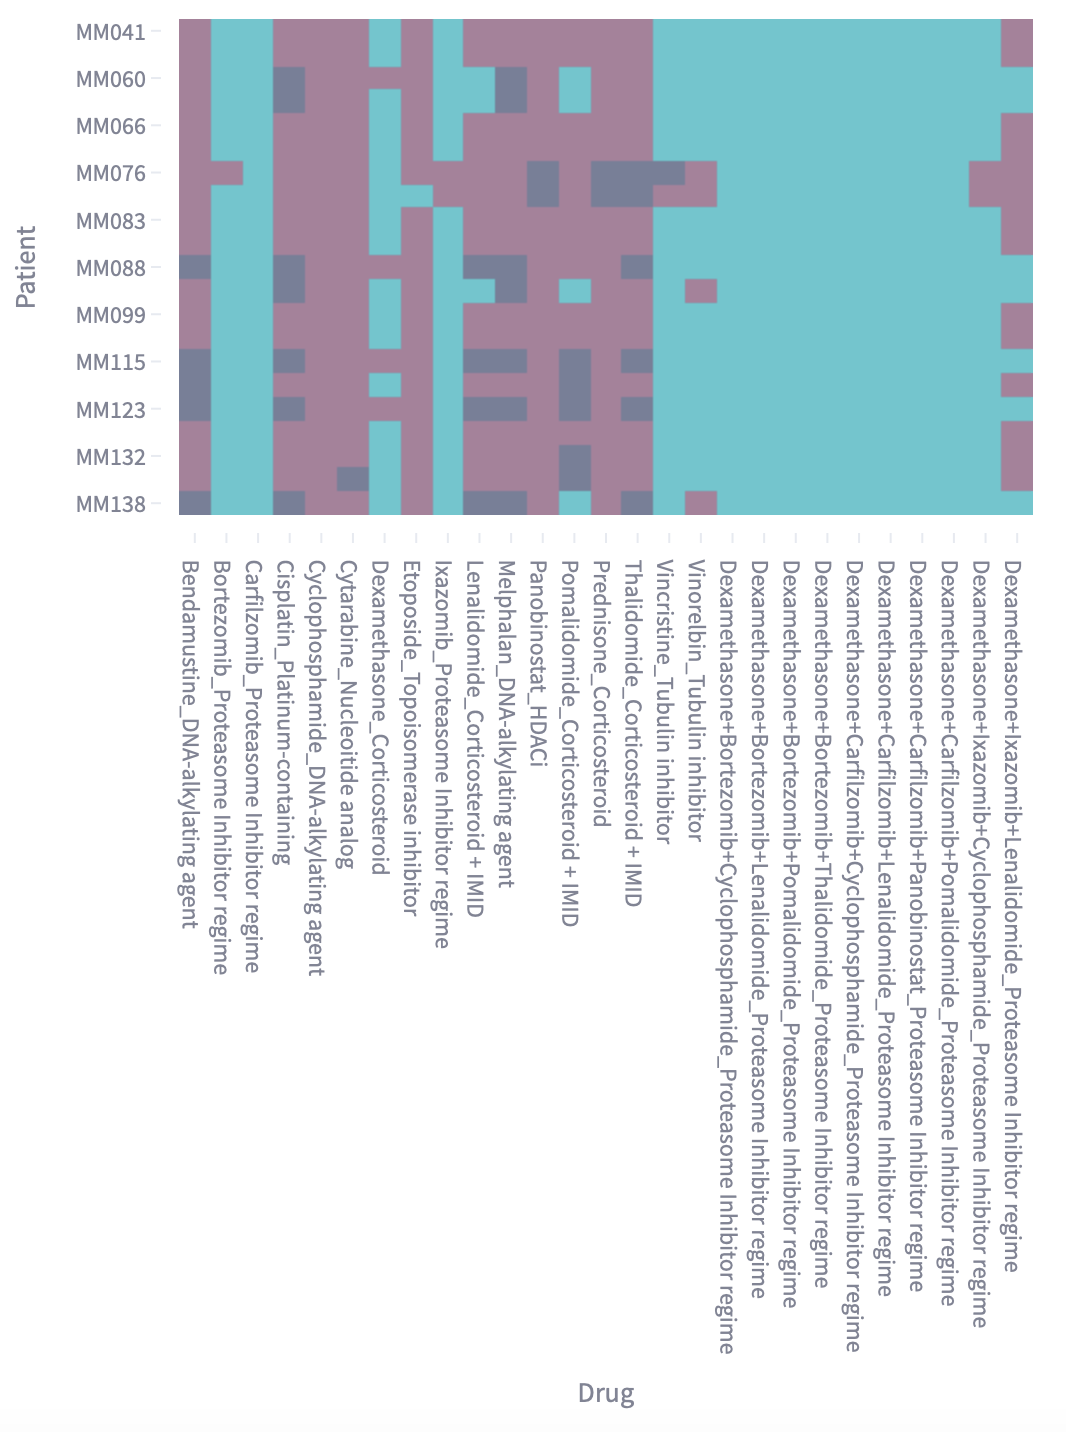 MM041
MM060
MM066
MM076
MM083
MM088
MM099
MM115
MM123
MM132
MM138
Patient
Bendamustine_DNA-alkylating agent
Bortezomib_Proteasome Inhibitor regime
Carfilzomib_Proteasome Inhibitor regime
Cisplatin_Platinum-containing
Cyclophosphamide_DNA-alkylating agent
Cytarabine_Nucleoitide analog
Dexamethasone_Corticosteroid
Etoposide_Topoisomerase inhibitor
Ixazomib_Proteasome Inhibitor regime
Lenalidomide_Corticosteroid + IMID
Melphalan_DNA-alkylating agent
Panobinostat_HDACi
Pomalidomide_Corticosteroid + IMID
Prednisone_Corticosteroid
Thalidomide_Corticosteroid + IMID
Vincristine_Tubulin inhibitor
Vinorelbin_Tubulin inhibitor
Dexamethasone+Bortezomib+Cyclophosphamide_Proteasome Inhibitor regime
Dexamethasone+Bortezomib+Lenalidomide_Proteasome Inhibitor regime
Dexamethasone+Bortezomib+Pomalidomide_Proteasome Inhibitor regime
Dexamethasone+Bortezomib+Thalidomide_Proteasome Inhibitor regime
Dexamethasone+Carfilzomib+Cyclophosphamide_Proteasome Inhibitor regime
Dexamethasone+Carfilzomib+Lenalidomide_Proteasome Inhibitor regime
Dexamethasone+Carfilzomib+Panobinostat_Proteasome Inhibitor regime
Dexamethasone+Carfilzomib+Pomalidomide_Proteasome Inhibitor regime
Dexamethasone+Ixazomib+Cyclophosphamide_Proteasome Inhibitor regime
Dexamethasone+Ixazomib+Lenalidomide_Proteasome Inhibitor regime
Drug